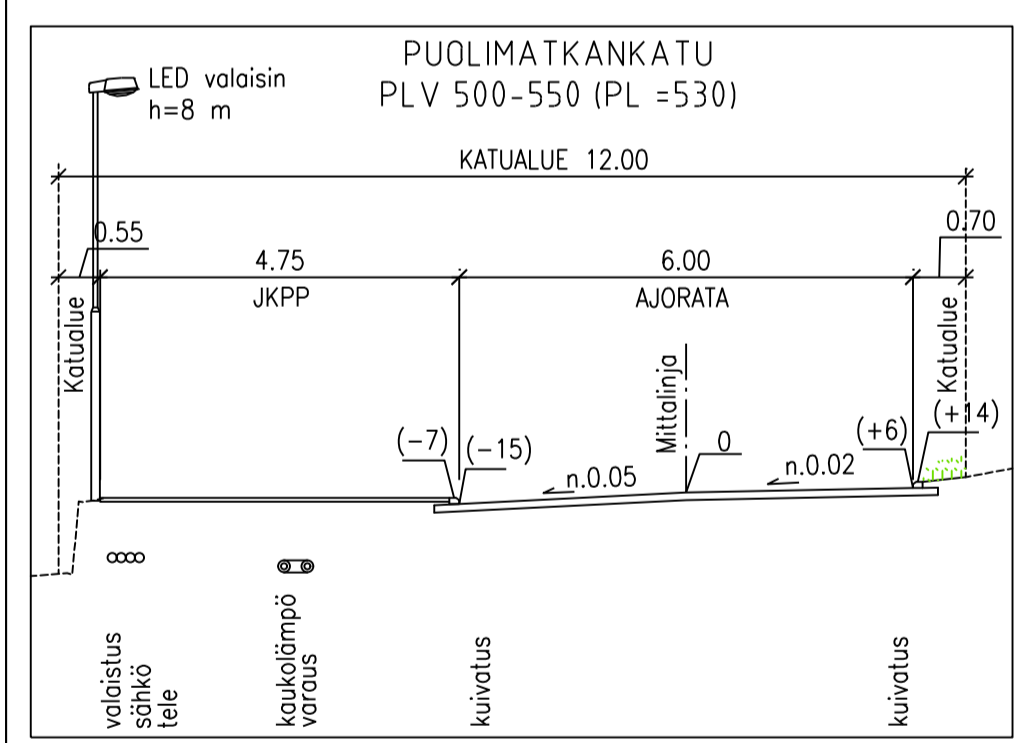 PUOLIMATKANKATU
PLV 500-550 (PL =530)
LED valaisin
h=8 m
KATUALUE 12.00
0.55
4.75
6.00
0.70
JKPP
AJORATA
Katualue
Katualue
Mittalinja
(-7)
(-15)
n.0.05
0
n.0.02
(+6)
(+14)
valaistus
sähkö
tele
kaukolämpö
varaus
kuivatus
kuivatus